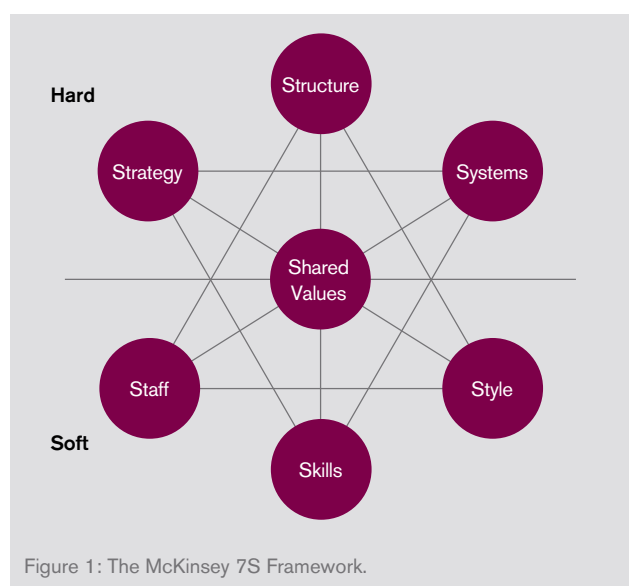 Structure
Hard
Strategy
Systems
Shared
Values
Staff
Style
Soft
Skills
Figure 1: The McKinsey 7S Framework.